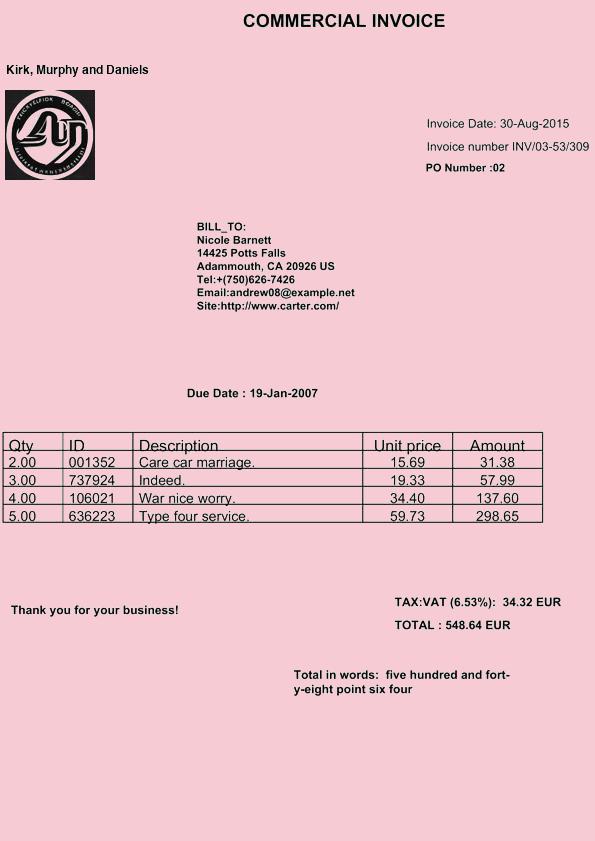 COMMERCIAL INVOICE
Kirk, Murphy and Daniels
Invoice Date: 30-Aug-2015
Invoice number INV/03-53/309
PO Number :02
BILL_TO:
Nicole Barnett
14425 Potts Falls
Adammouth, CA 20926 US
Tel:+(750)626-7426
Email:andrew08@example.net
Site:http://www.carter.com/
Due Date : 19-Jan-2007
Qty ID Description Unit price Amount
2.00 001352 Care car marriage. 15.69 31.38
3.00 737924 Indeed. 19.33 57.99
4.00 106021 War nice worry. 34.40 137.60
5.00 636223 Type four service. 59.73 298.65
TAX:VAT (6.53%): 34.32 EUR
Thank you for your business!
TOTAL : 548.64 EUR
Total in words: five hundred and fort-
y-eight point six four